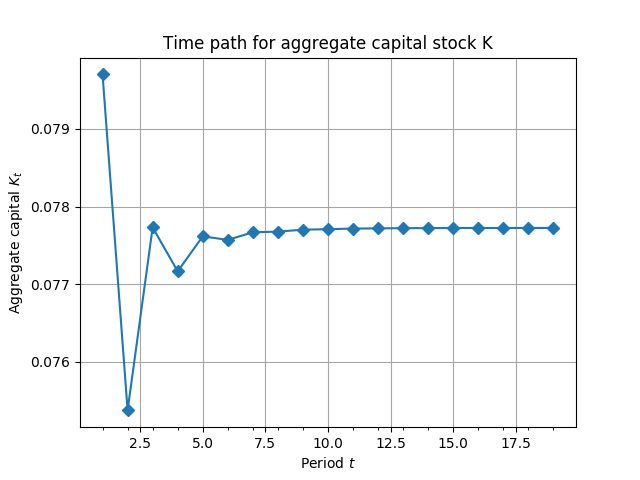 Time path for aggregate capital stock K
Aggregate capital $K_t$
0.079
0.078
0.077
0.076
2.5 5.0 7.5 10.0 12.5 15.0 17.5
Period t